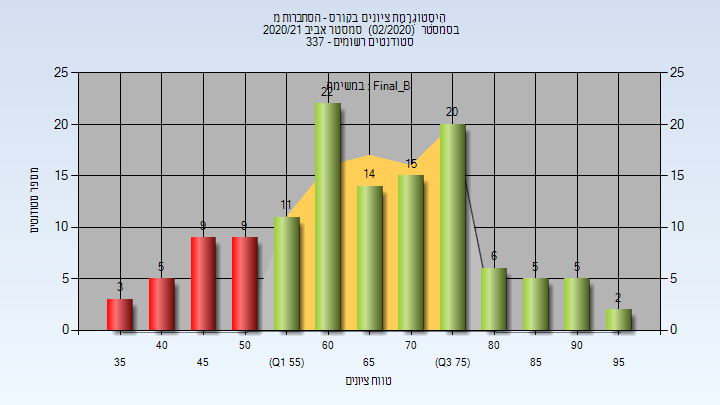 היסטוגרמת ציונים בקורס - הסתברות מ
בסמסטר (02/2020) סמסטר אביב 2020/21
סטודנטים רשומים - 337
במשימה : Final_B
מספר סטודנטים
25 25
20 20
15 15
10 10
5 5
0 0
3 5 9 9 11 22 14 15 20 6 5 5 2
35 40 45 50 (Q1 55) 60 65 70 (Q3 75) 80 85 90 95
טווח ציונים